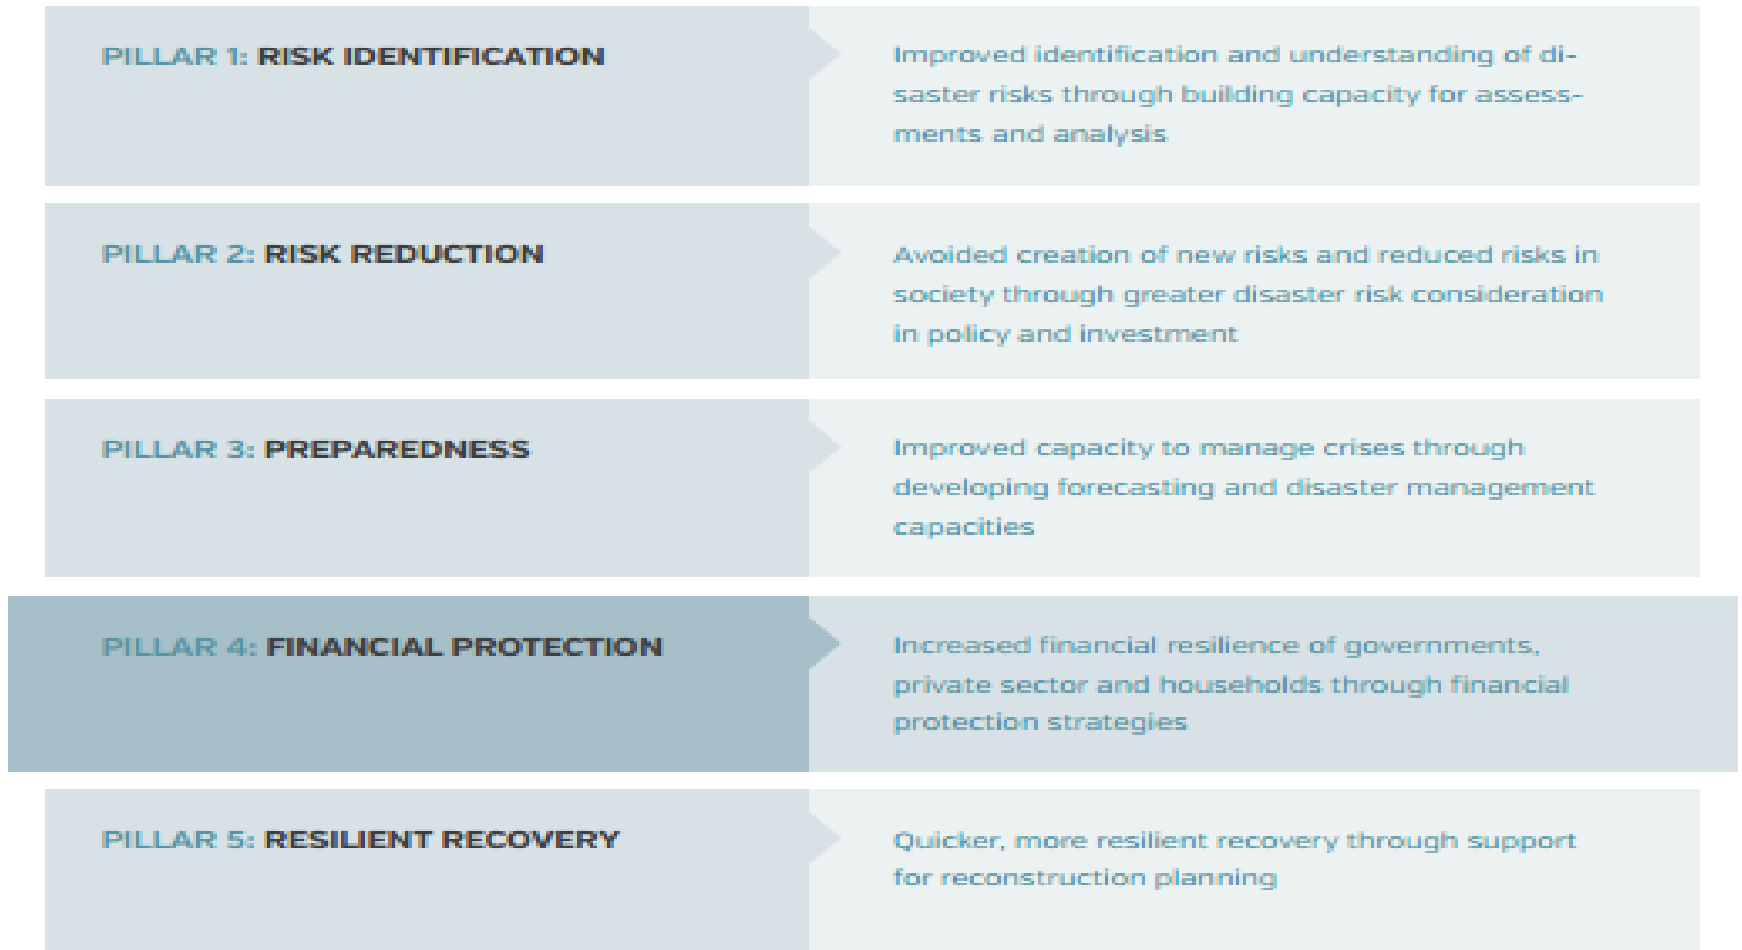 PILLAR 1: RISK IDENTIFICATION
Improved identification and understanding of di-
saster risks through building capacity for assess-
ments and analysis
PILLAR 2: RISK REDUCTION
Avoided creation of new risks and reduced risks in
society through greater disaster risk consideration
in policy and investment
PILLAR 3: PREPAREDNESS
Improved capacity to manage crises through
developing forecasting and disaster management
capacities
PILLAR 4: FINANCIAL PROTECTION
Increased financial resilience of governments,
private sector and households through financial
protection strategies
PILLAR 5: RESILIENT RECOVERY
Quicker, more resilient recovery through support
for reconstruction planning